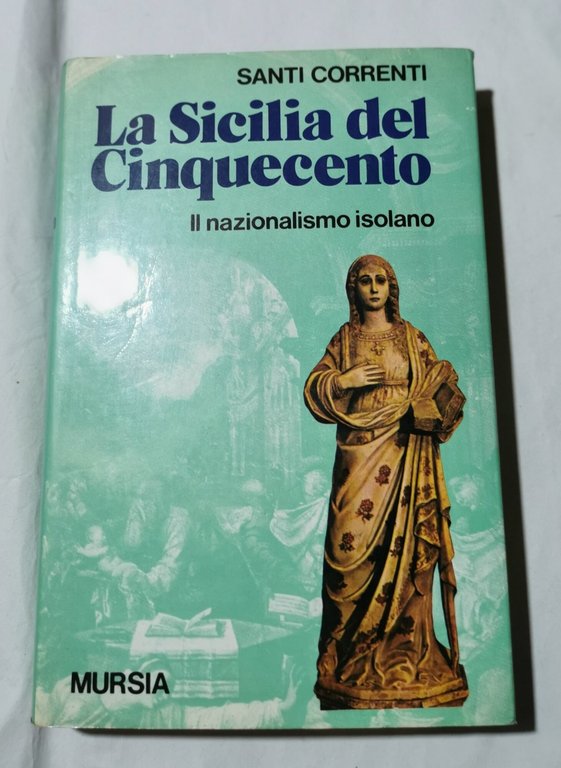 SANTI CORRENTI
La Sicilia del
Cinquecento
Il nazionalismo isolano
MURSIA